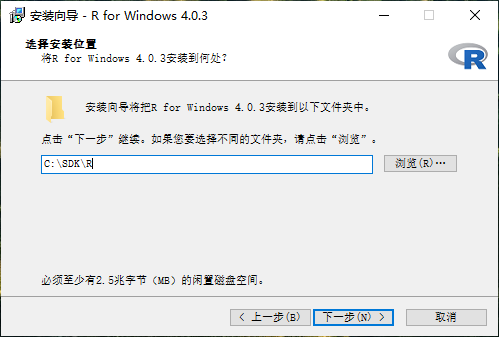 安装向导 - R for Windows 4.0.3
选择安装位置
将R for Windows 4.0.3安装到何处?
R
安装向导将把R for Windows 4.0.3安装到以下文件夹中。
点击“下一步”继续。如果您要选择不同的文件夹,请点击“浏览”。
C:\SDK\R
浏览(R)…
必须至少有2.5兆字节(MB)的闲置磁盘空间。
< 上一步(B)
下一步(N) >
取消